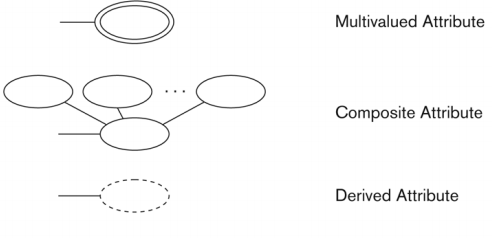 Multivalued Attribute
. . .
Composite Attribute
Derived Attribute